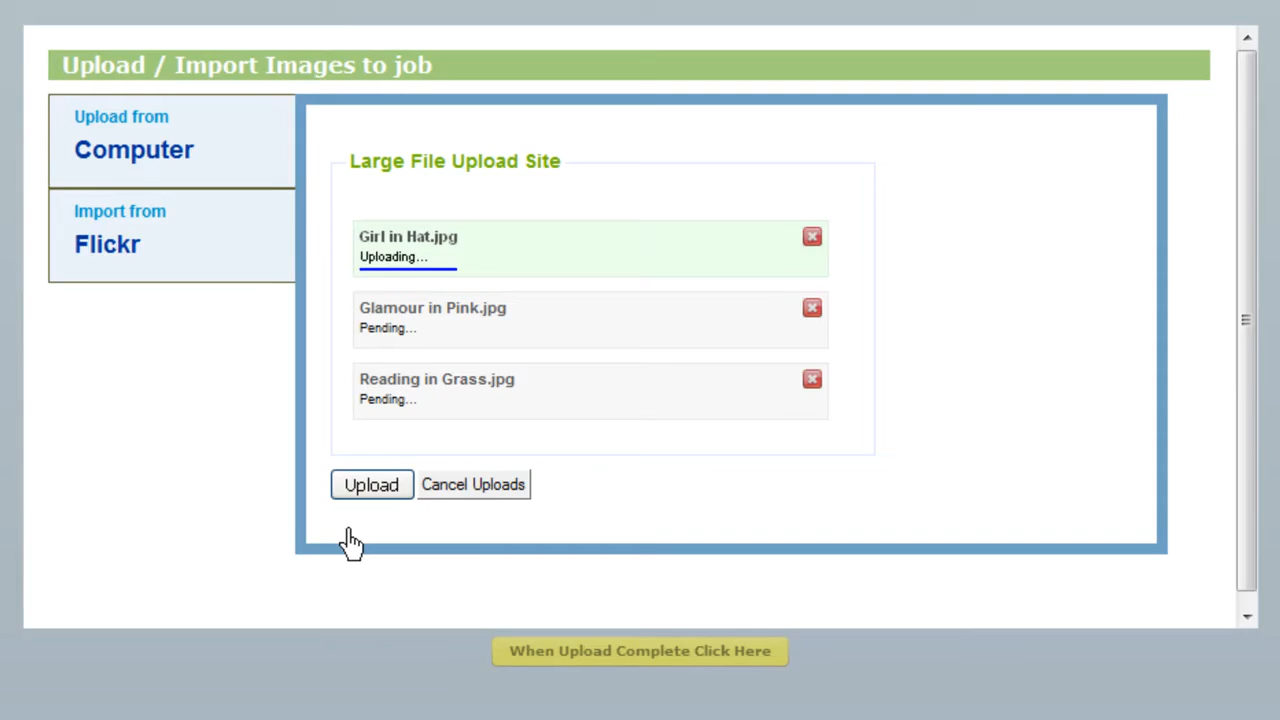 Upload / Import Images to job
Upload from
Computer
Import from
Flickr
Large File Upload Site
Girl in Hat.jpg
Uploading...
Glamour in Pink.jpg
Pending...
Reading in Grass.jpg
Pending...
Upload Cancel Uploads
When Upload Complete Click Here